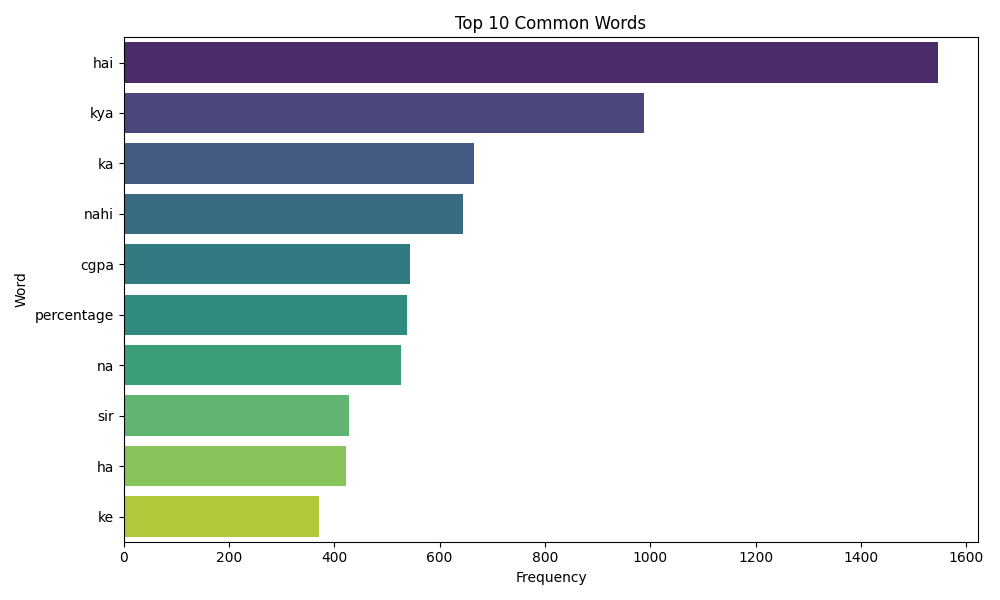 Top 10 Common Words
hai
kya
ka
nahi
cgpa
percentage
na
sir
ha
ke
Word
0 200 400 600 800 1000 1200 1400 1600
Frequency